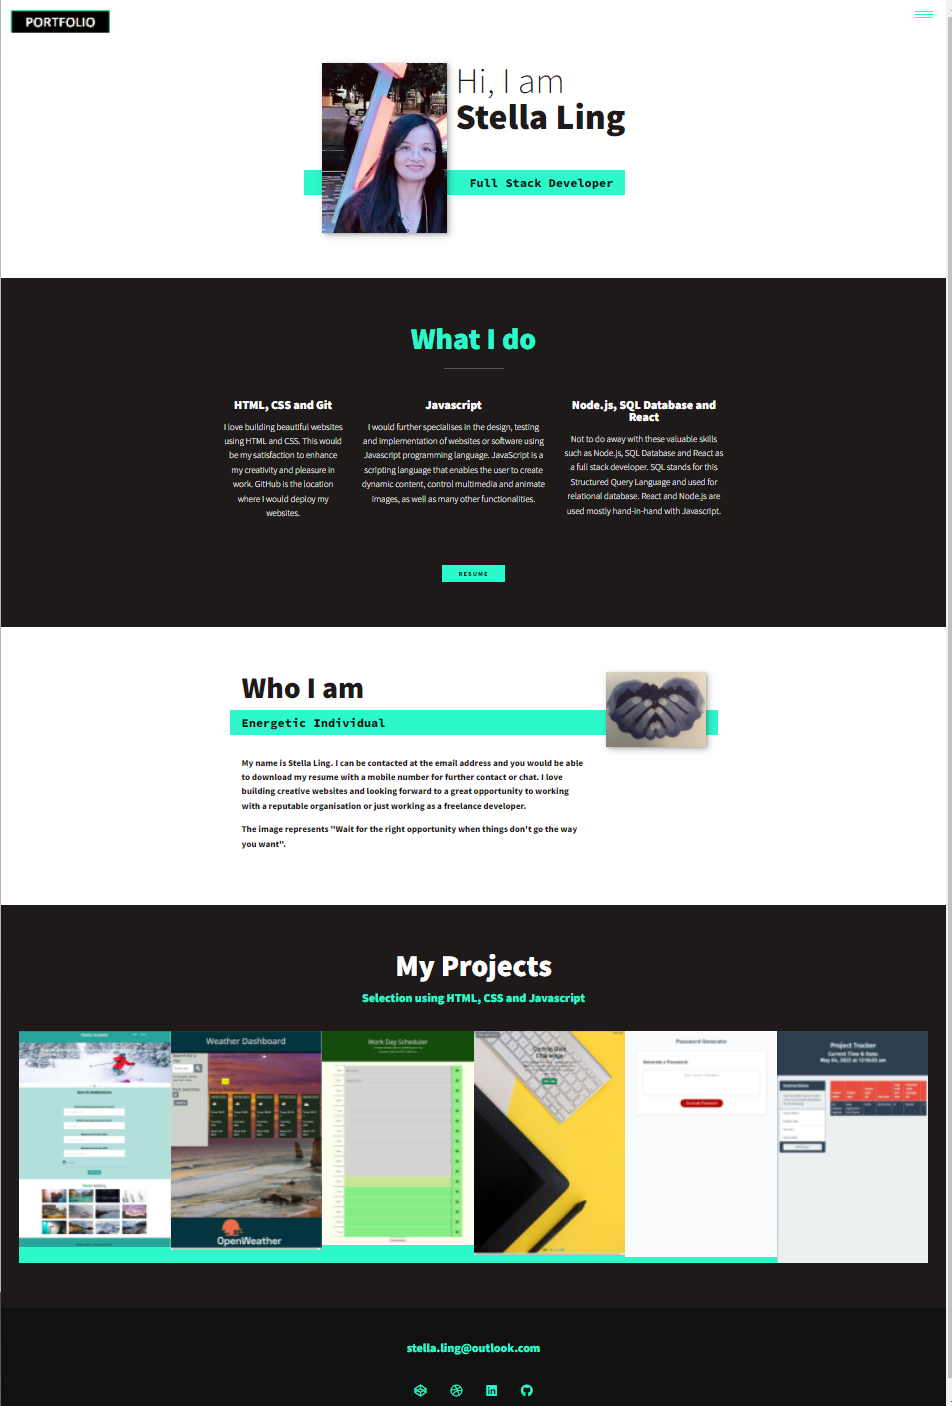 PORTFOLIO
Hi, I am
Stella Ling
Full Stack Developer
What I do
HTML, CSS and Git
I love building beautiful websites
using HTML and CSS. This would
be my satisfaction to enhance
my creativity and pleasure in
work. GitHub is the location
where I would deploy my
websites.
Javascript
I would further specialises in the design, testing
and implementation of websites or software using
Javascript programming language. JavaScript is a
scripting language that enables the user to create
dynamic content, control multimedia and animate
images, as well as many other functionalities.
Node.js, SQL Database and
React
Not to do away with these valuable skills
such as Node.js, SQL Database and React as
a full stack developer. SQL stands for this
Structured Query Language and used for
relational database. React and Node.js are
used mostly hand-in-hand with Javascript.
RESUME
Who I am
Energetic Individual
My name is Stella Ling. I can be contacted at the email address and you would be able
to download my resume with a mobile number for further contact or chat. I love
building creative websites and looking forward to a great opportunity to working
with a reputable organisation or just working as a freelance developer.
The image represents "Wait for the right opportunity when things don't go the way
you want".
My Projects
Selection using HTML, CSS and Javascript
Weather Dashboard
OpenWeather
Work Day Scheduler
Coding Quiz
Challenge
Password Generator
Generate a Password
Generate Password
Project Tracker
Current Time & Date:
Instructions
stella.ling@outlook.com